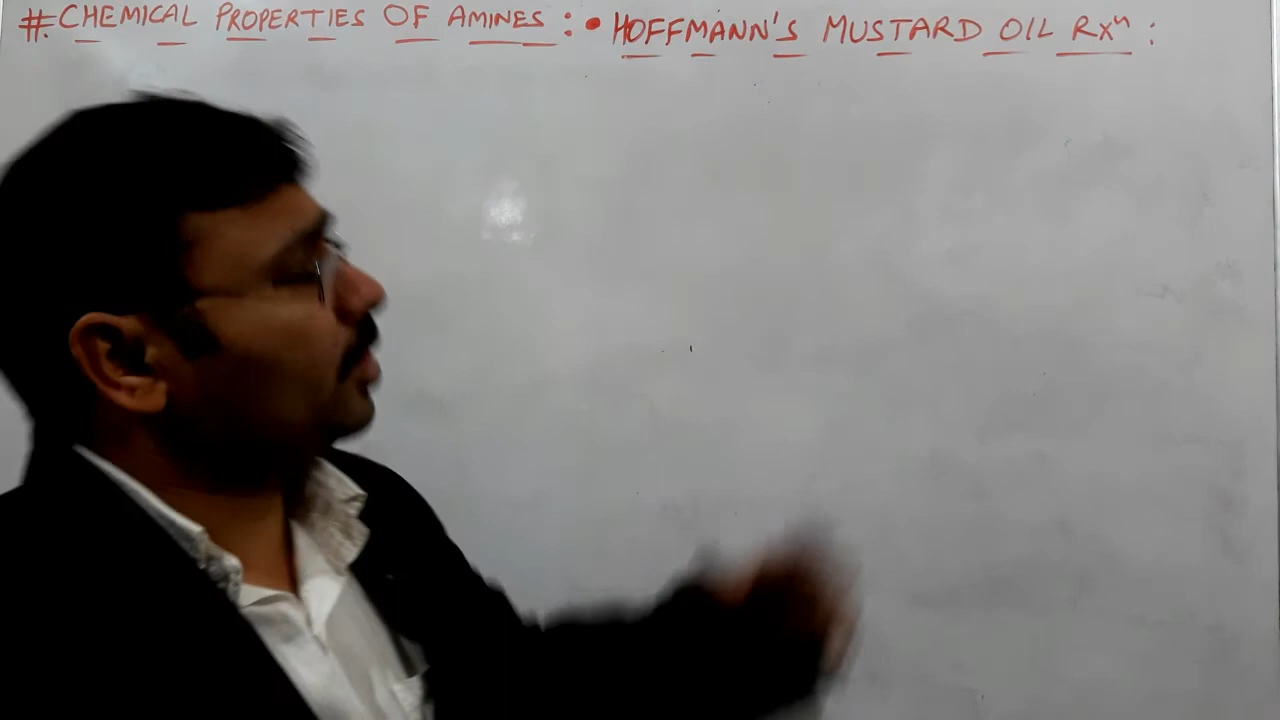 #. CHEMICAL PROPERTIES OF AMINES : • HOFFMANN'S MUSTARD OIL Rxⁿ :